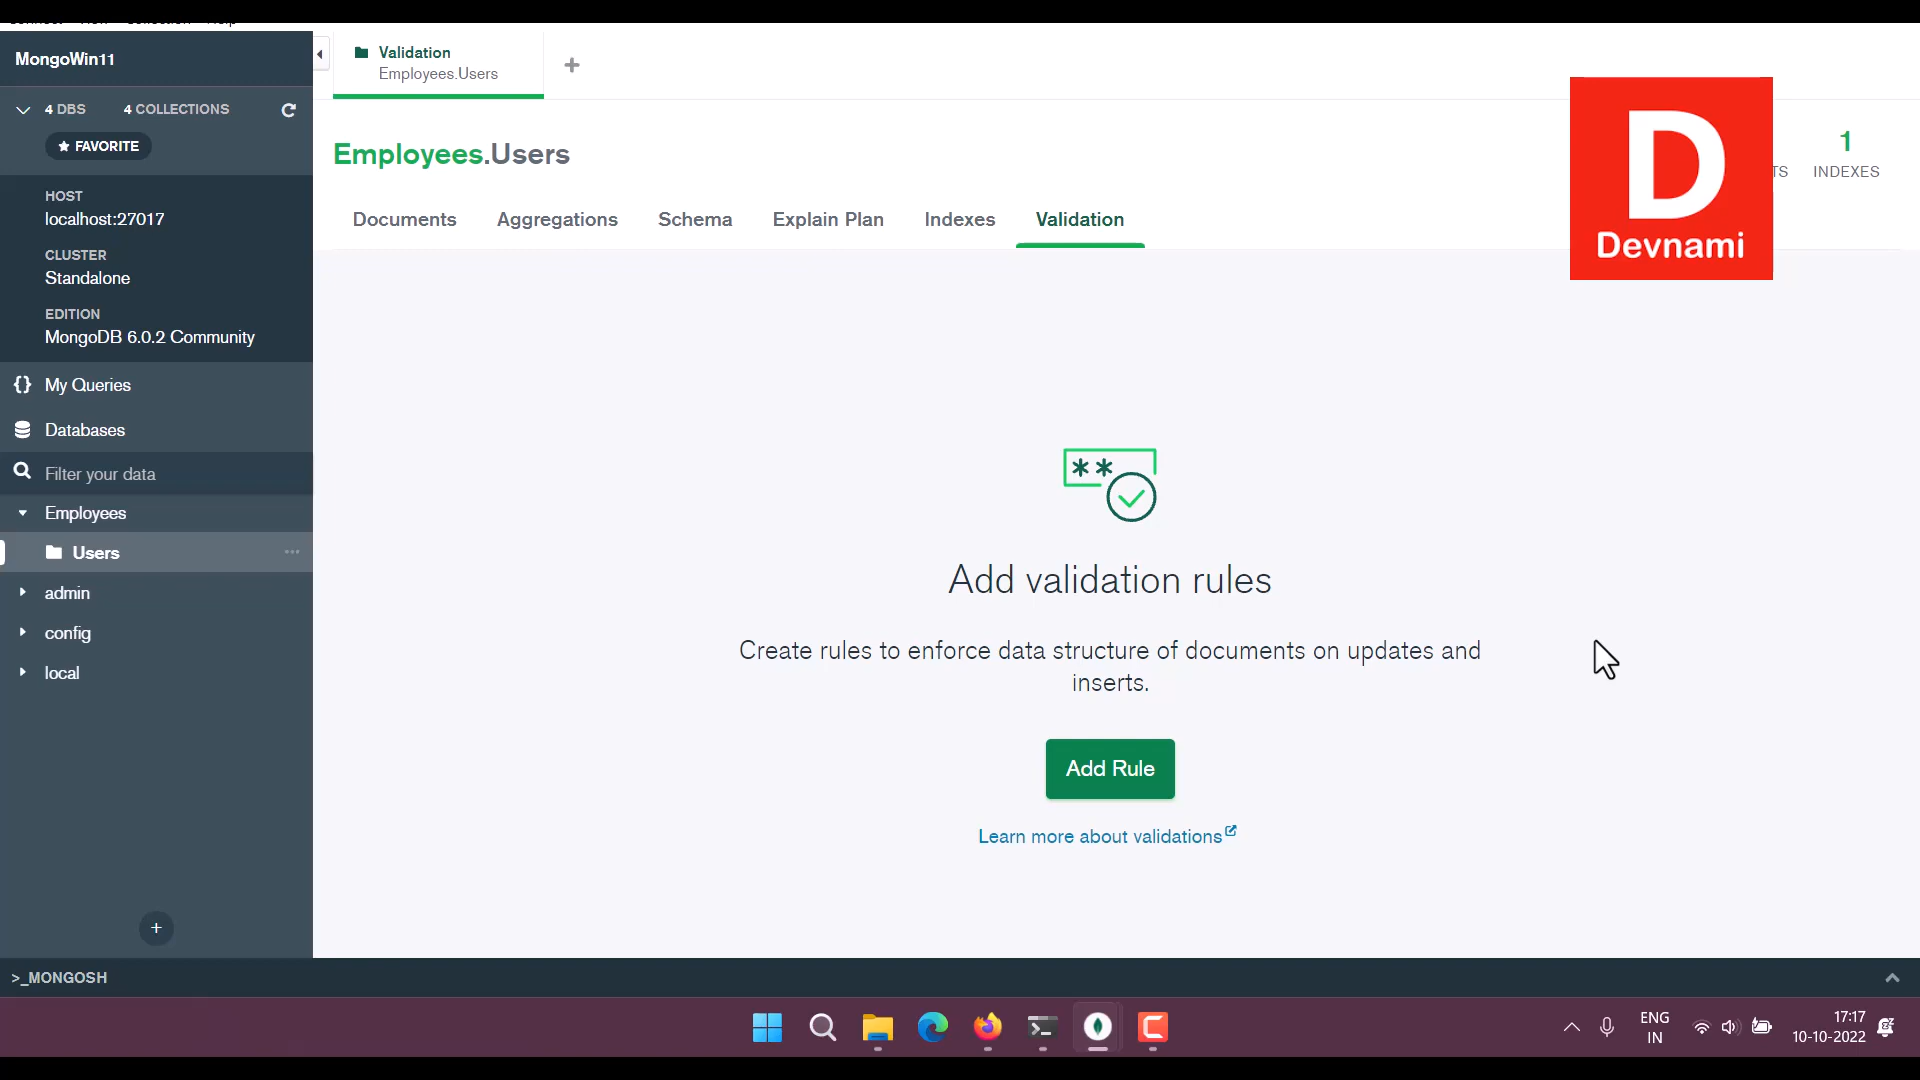 MongoWin11
4 DBS
4 COLLECTIONS
FAVORITE
HOST
localhost:27017
CLUSTER
Standalone
EDITION
MongoDB 6.0.2 Community
{} My Queries
Databases
Filter your data
Employees
Users
...
admin
config
local
+
Validation
Employees.Users
+
Employees.Users
Documents
Aggregations
Schema
Explain Plan
Indexes
Validation
D
Devnami
TS
1
INDEXES
**
Add validation rules
Create rules to enforce data structure of documents on updates and
inserts.
Add Rule
Learn more about validations
>_MONGOSH
ENG
IN
17:17
10-10-2022